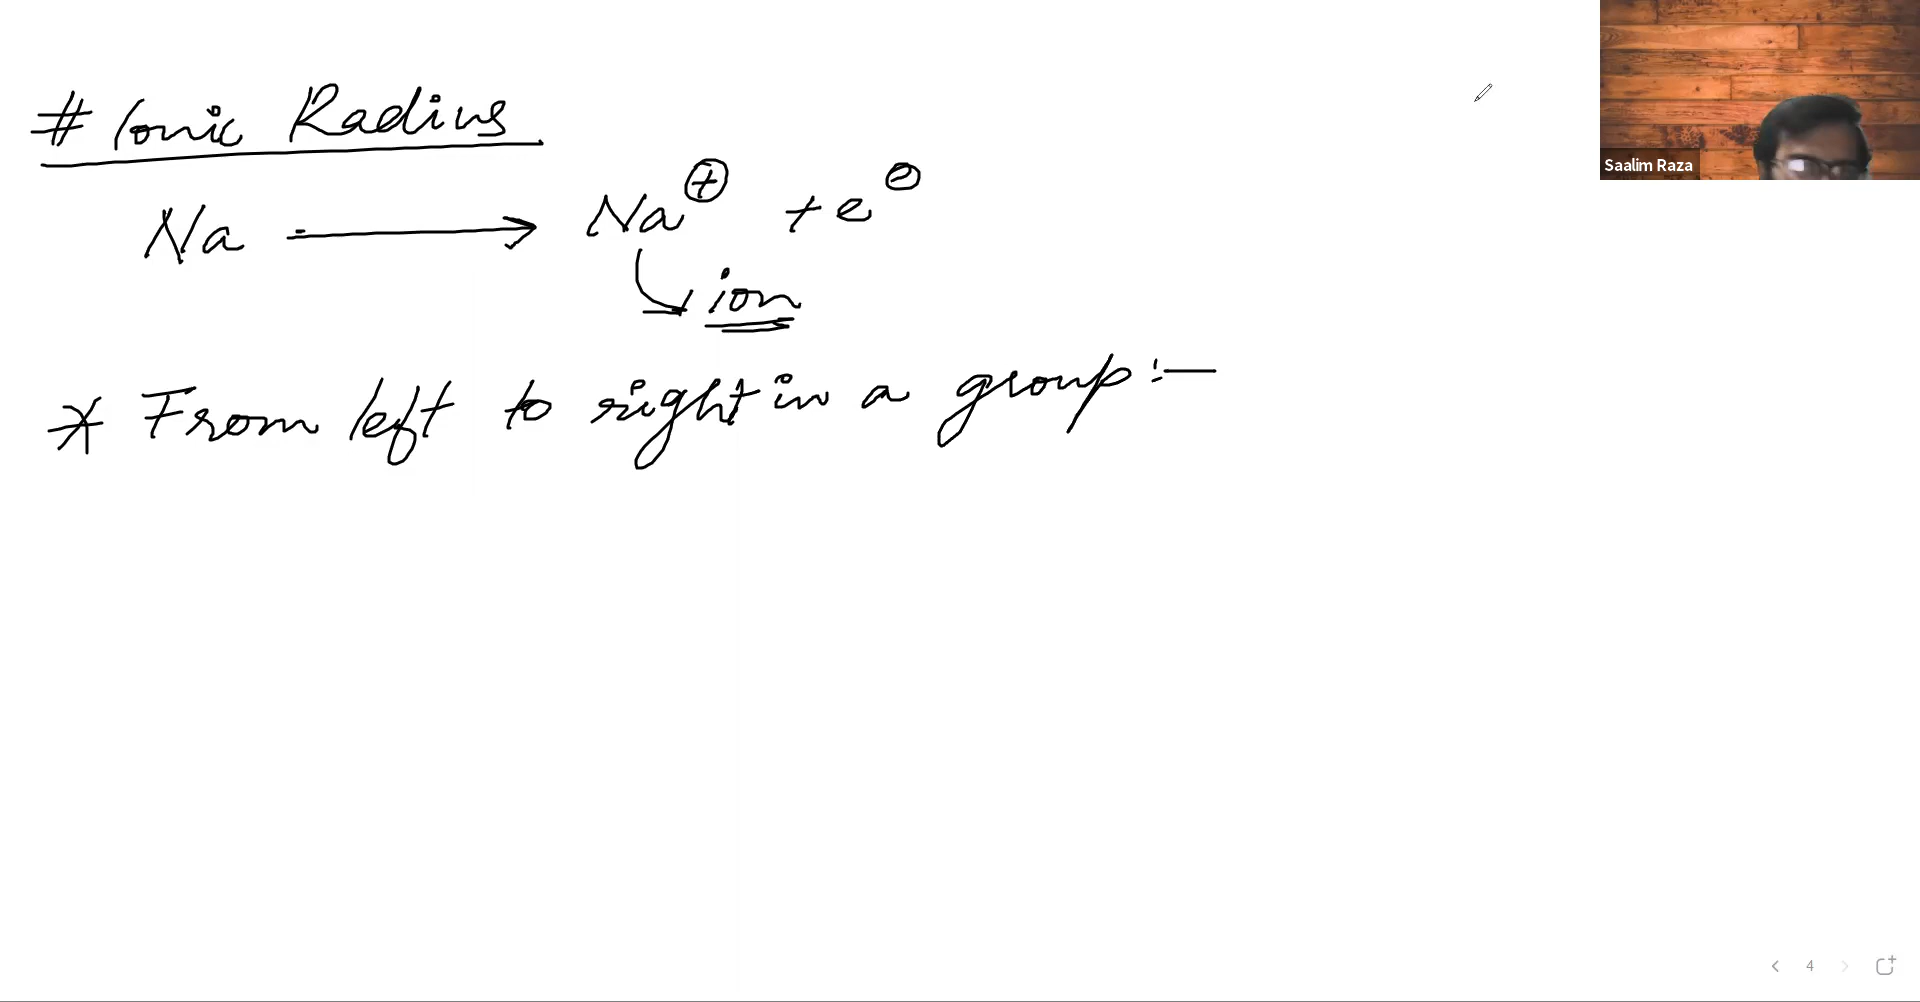 # Ionic Radius
Na → Na⊕ + e⊖
ion
* From left to right in a group :-
Saalim Raza
4